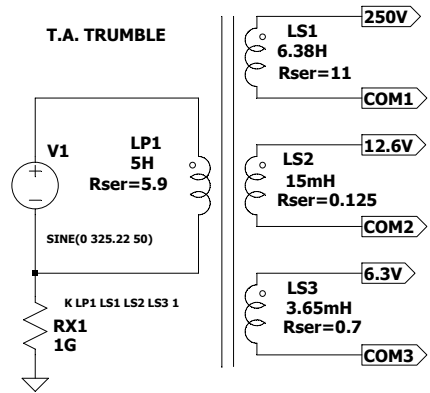 T.A. TRUMBLE
250V
LS1
6.38H
Rser=11
COM1
V1
LP1
5H
Rser=5.9
12.6V
LS2
15mH
Rser=0.125
COM2
SINE(0 325.22 50)
6.3V
LS3
3.65mH
Rser=0.7
COM3
K LP1 LS1 LS2 LS3 1
RX1
1G